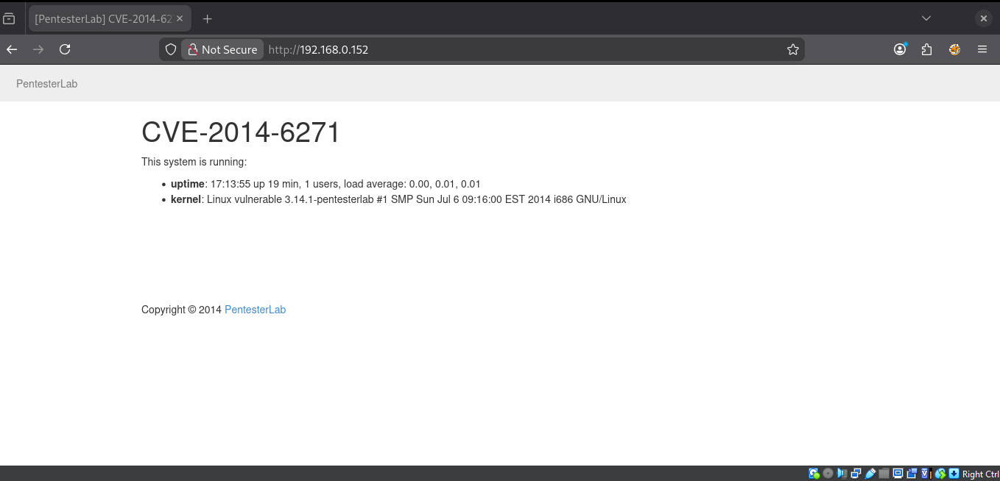 [PentesterLab] CVE-2014-62
Not Secure http://192.168.0.152
PentesterLab
CVE-2014-6271
This system is running:
• uptime: 17:13:55 up 19 min, 1 users, load average: 0.00, 0.01, 0.01
• kernel: Linux vulnerable 3.14.1-pentesterlab #1 SMP Sun Jul 6 09:16:00 EST 2014 i686 GNU/Linux
Copyright © 2014 PentesterLab
Right Ctrl